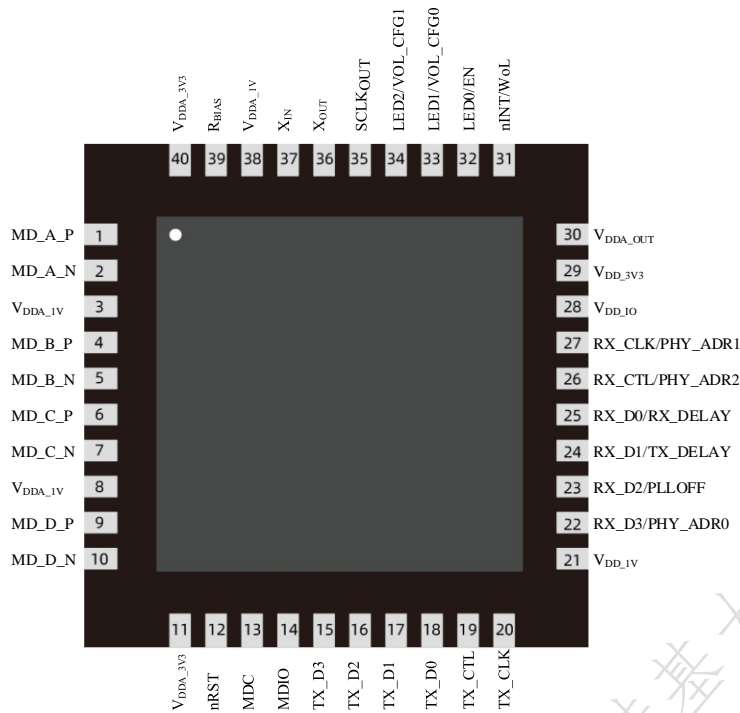 VDDA_3V3
RBIAS
VDDA_1V
XIN
XOUT
SCLKOUT
LED2/VOL_CFG1
LED1/VOL_CFG0
LED0/EN
nINT/WoL
40 39 38 37 36 35 34 33 32 31
MD_A_P 1
MD_A_N 2
VDDA_1V 3
MD_B_P 4
MD_B_N 5
MD_C_P 6
MD_C_N 7
VDDA_1V 8
MD_D_P 9
MD_D_N 10
30 VDDA_OUT
29 VDD_3V3
28 VDD_IO
27 RX_CLK/PHY_ADR1
26 RX_CTL/PHY_ADR2
25 RX_D0/RX_DELAY
24 RX_D1/TX_DELAY
23 RX_D2/PLLOFF
22 RX_D3/PHY_ADR0
21 VDD_1V
11 12 13 14 15 16 17 18 19 20
VDDA_3V3
nRST
MDC
MDIO
TX_D3
TX_D2
TX_D1
TX_D0
TX_CTL
TX_CLK
基